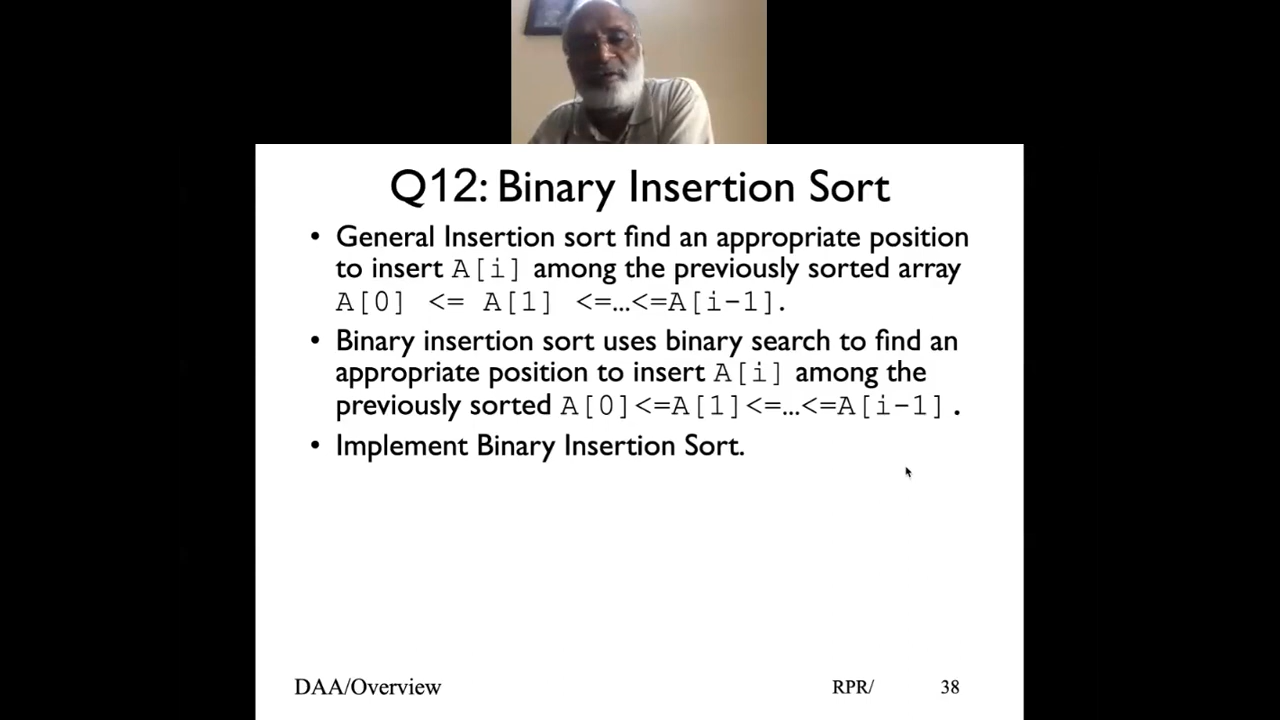 Q12: Binary Insertion Sort
• General Insertion sort find an appropriate position
to insert A[i] among the previously sorted array
A[0] <= A[1] <=…<=A[i-1].
• Binary insertion sort uses binary search to find an
appropriate position to insert A[i] among the
previously sorted A[0]<=A[1]<=…<=A[i-1].
• Implement Binary Insertion Sort.
DAA/Overview RPR/ 38